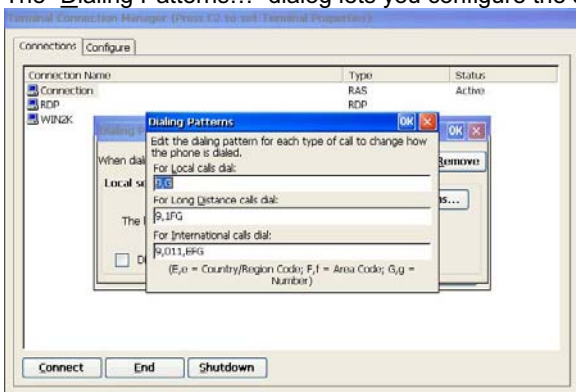 The "Dialing Patterns…" dialog lets you configure the
Terminal Connection Manager (Press C2 to set Terminal Properties)
Connections Configure
Connection Name Type Status
Connection RAS Active
RDP RDP
WIN2K
Dialing
Dialing Patterns OK
OK
Edit the dialing pattern for each type of call to change how
the phone is dialed.
When dial
Remove
For Local calls dial:
Local se
9,G
For Long Distance calls dial:
The l
9,1FG
For International calls dial:
9,011,EFG
(E,e = Country/Region Code; F,f = Area Code; G,g =
Number)
Connect End Shutdown